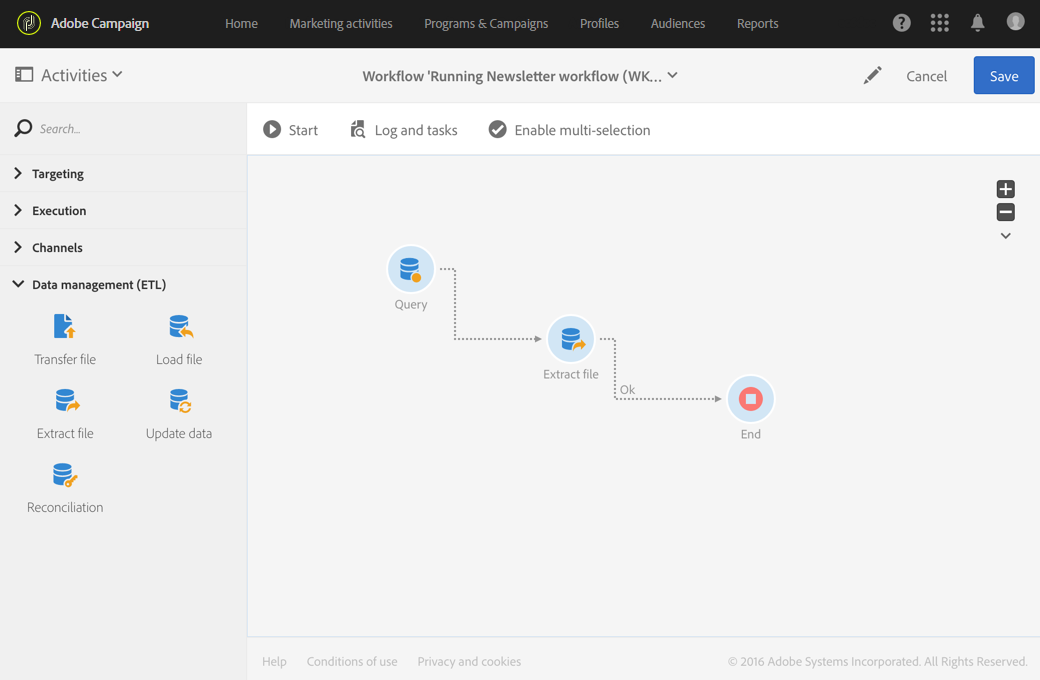 Adobe Campaign
Home
Marketing activities
Programs & Campaigns
Profiles
Audiences
Reports
Activities
Workflow 'Running Newsletter workflow (WK...
Cancel
Save
Search...
Start
Log and tasks
Enable multi-selection
Targeting
Execution
Channels
Data management (ETL)
Transfer file
Load file
Extract file
Update data
Reconciliation
Query
Extract file
Ok
End
Help
Conditions of use
Privacy and cookies
© 2016 Adobe Systems Incorporated. All Rights Reserved.